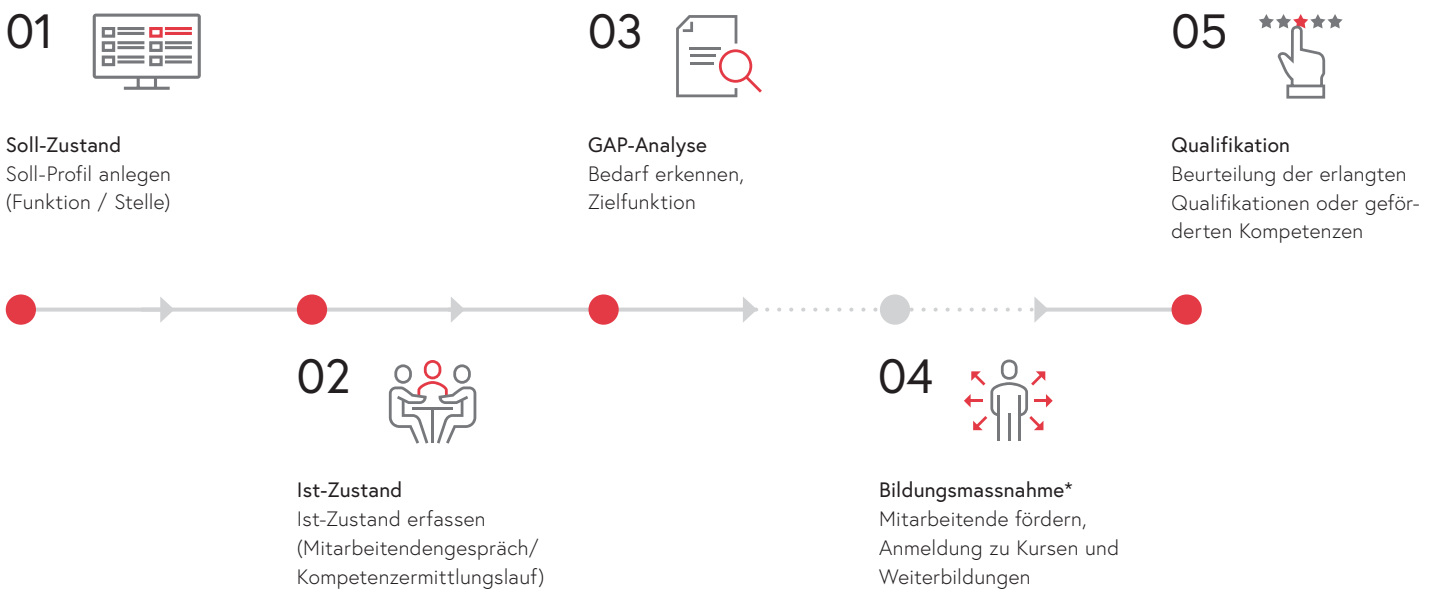 01
Soll-Zustand
Soll-Profil anlegen
(Funktion / Stelle)
02
Ist-Zustand
Ist-Zustand erfassen
(Mitarbeitendengespräch/
Kompetenzermittlungslauf)
03
GAP-Analyse
Bedarf erkennen,
Zielfunktion
04
Bildungsmassnahme*
Mitarbeitende fördern,
Anmeldung zu Kursen und
Weiterbildungen
05
Qualifikation
Beurteilung der erlangten
Qualifikationen oder geför-
derten Kompetenzen